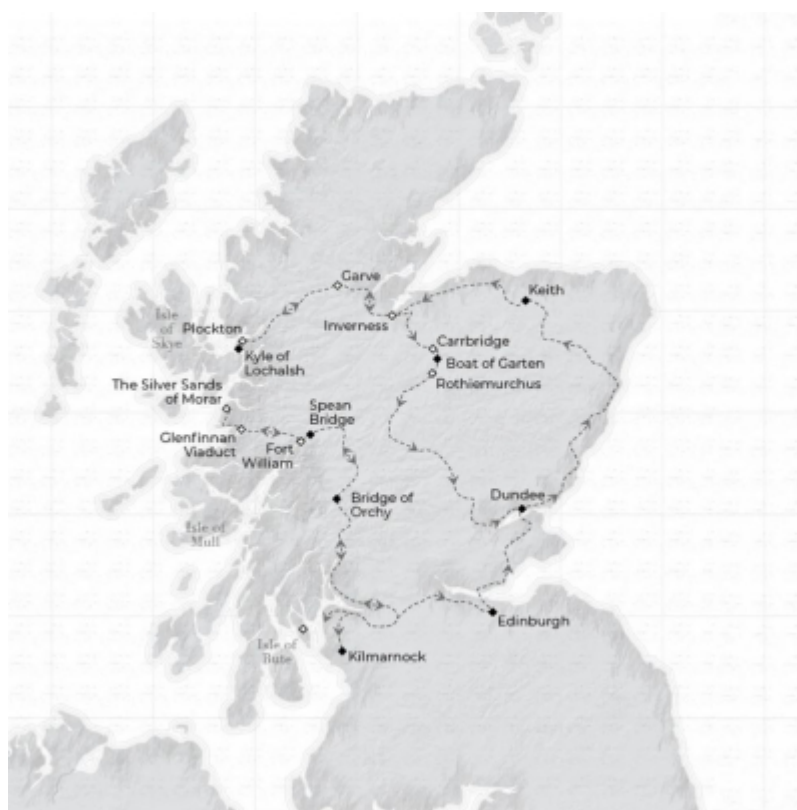 Garve
Keith
Isle
of
Skye
Plockton
Inverness
Kyle of
Lochalsh
Carrbridge
Boat of Garten
Rothiemurchus
The Silver Sands
of Morar
Spean
Bridge
Glenfinnan
Viaduct
Fort
William
Bridge of
Orchy
Dundee
Isle of
Mull
Edinburgh
Isle of
Bute
Kilmarnock